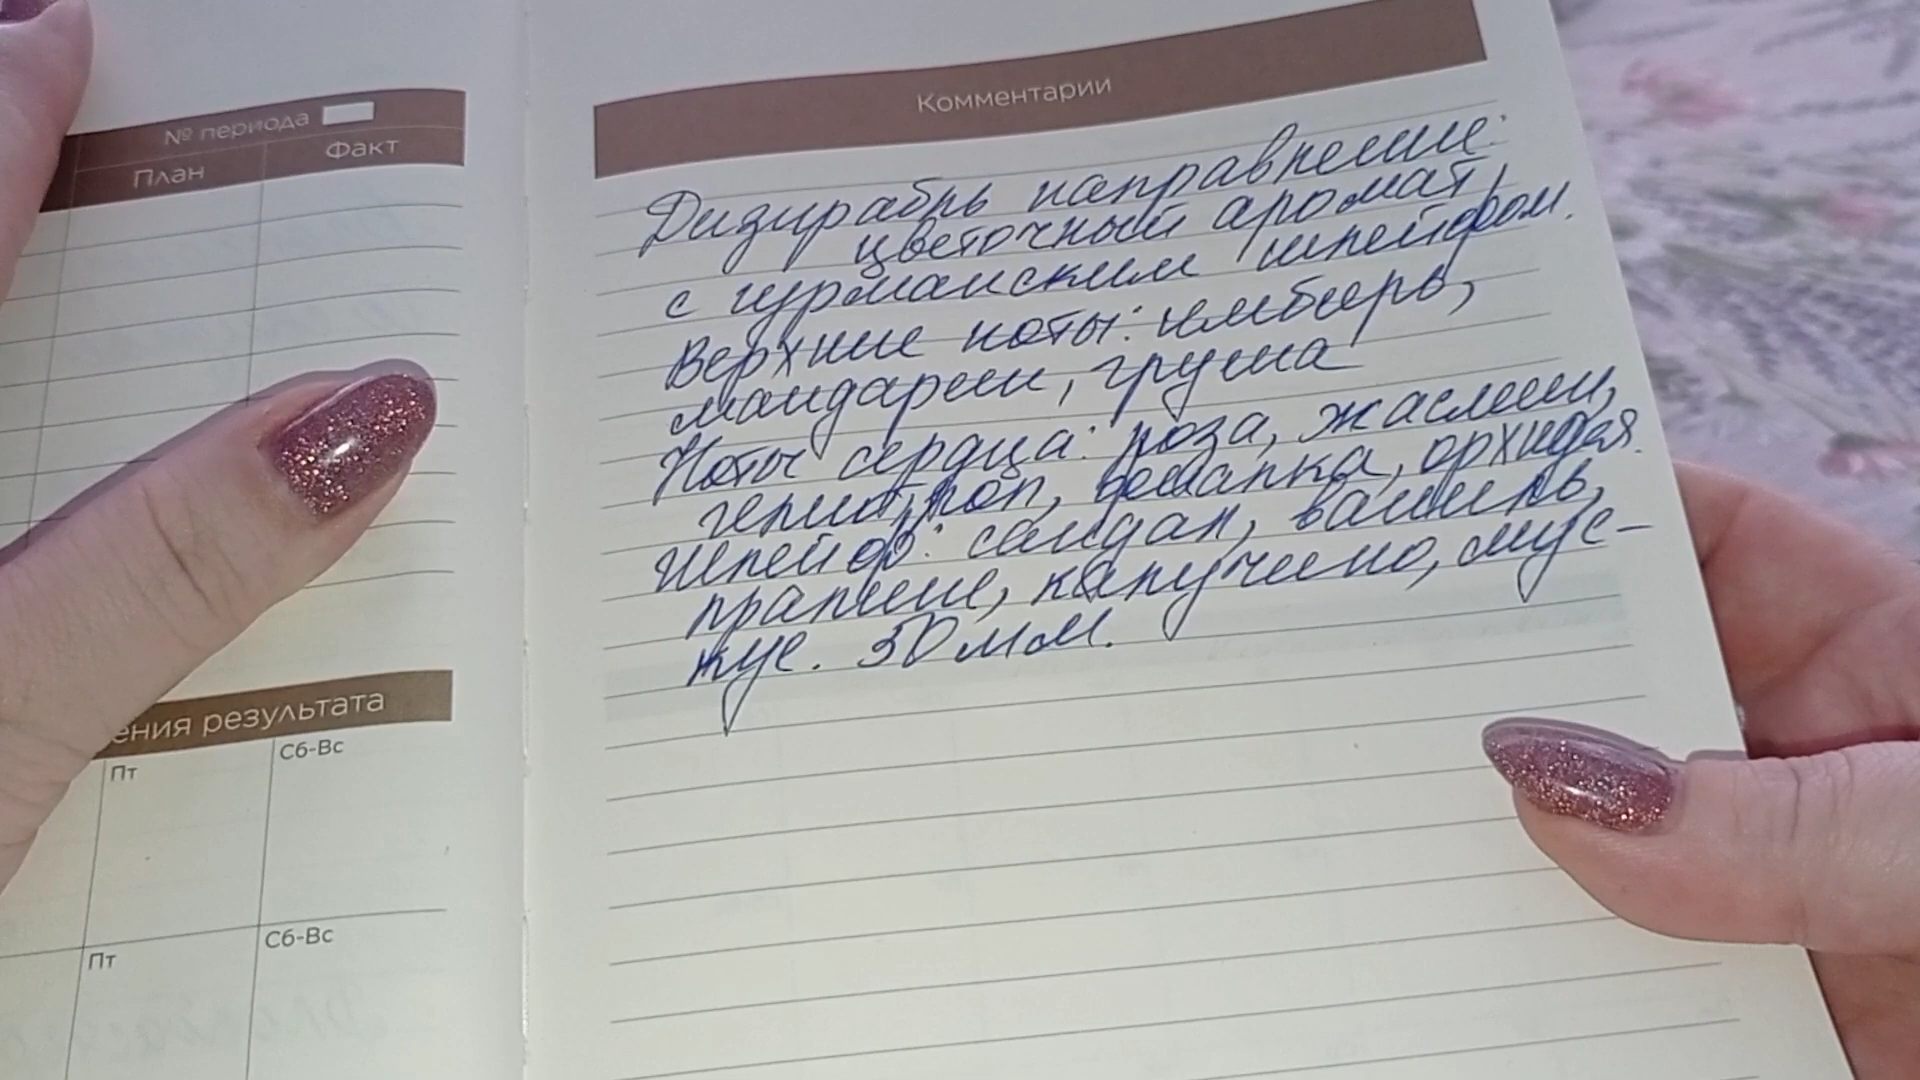 № периода
План
Факт
ения результата
Пт
Сб-Вс
Пт
Сб-Вс
Комментарии
Дизирабль направление:
цветочный аромат,
с гурманским шлейфом.
Верхние ноты: имбирь,
мандарин, груша
Ноты сердца: роза, жасмин,
гелиотроп, фиалка, орхидея.
Шлейф: сандал, ваниль,
пралине, капучино, мус-
кус. 50 мл.